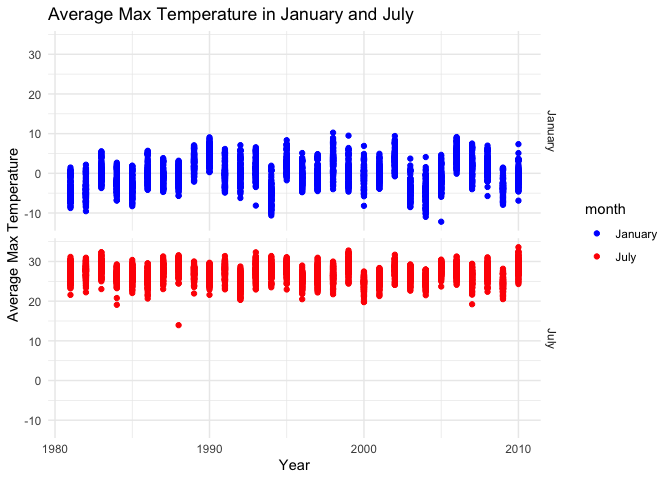 Average Max Temperature in January and July
Average Max Temperature
30
20
10
0
-10
January
30
20
10
0
-10
July
1980
1990
2000
2010
Year
month
January
July